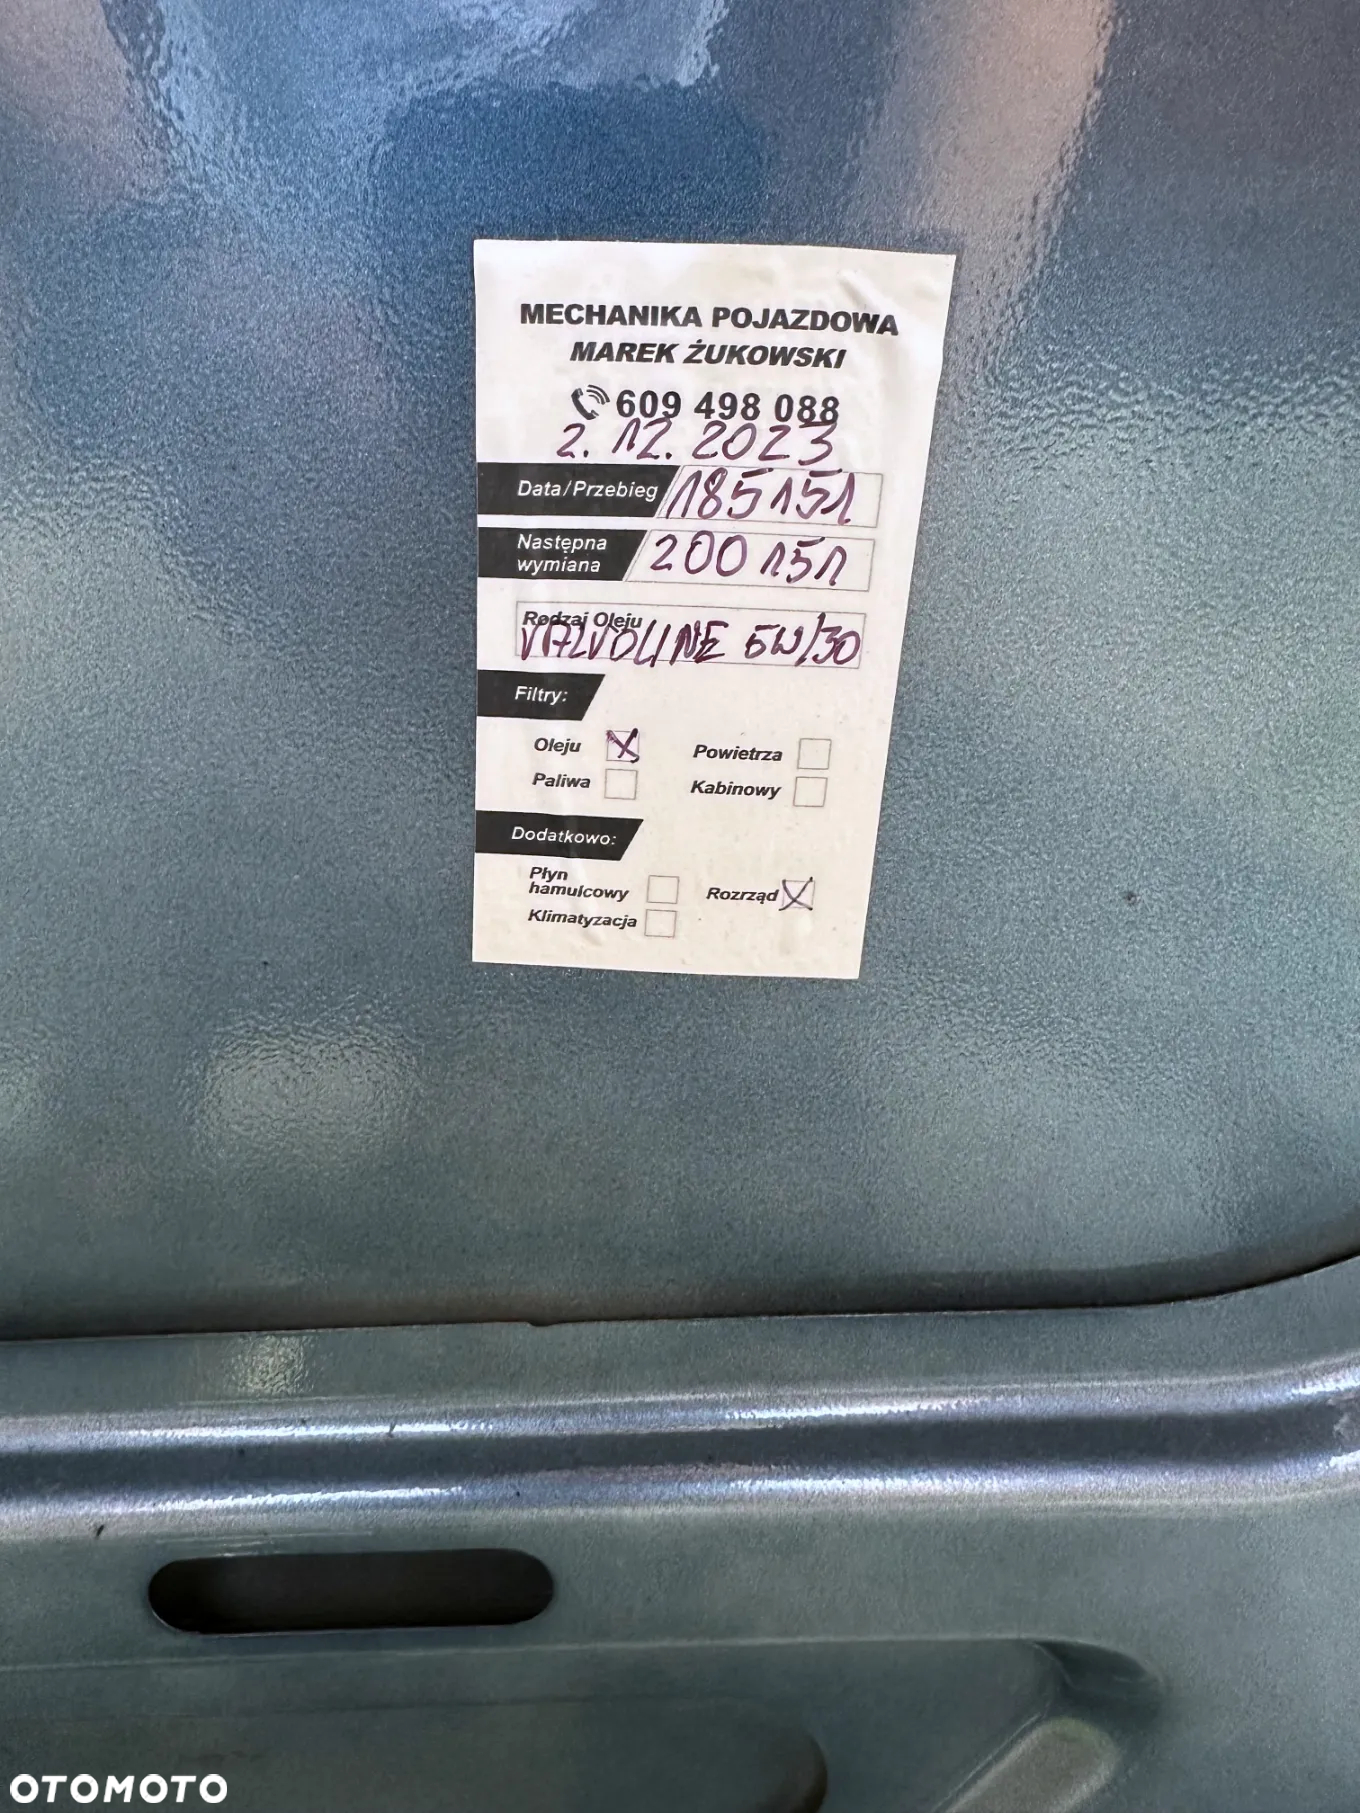 MECHANIKA POJAZDOWA
MAREK ŻUKOWSKI
609 498 088
2.12.2023
Data/Przebieg 185151
Następna
wymiana 200151
Rodzaj Oleju
VALVOLINE 5W/30
Filtry:
Oleju X Powietrza
Paliwa Kabinowy
Dodatkowo:
Płyn
hamulcowy Rozrząd X
Klimatyzacja
OTOMOTO